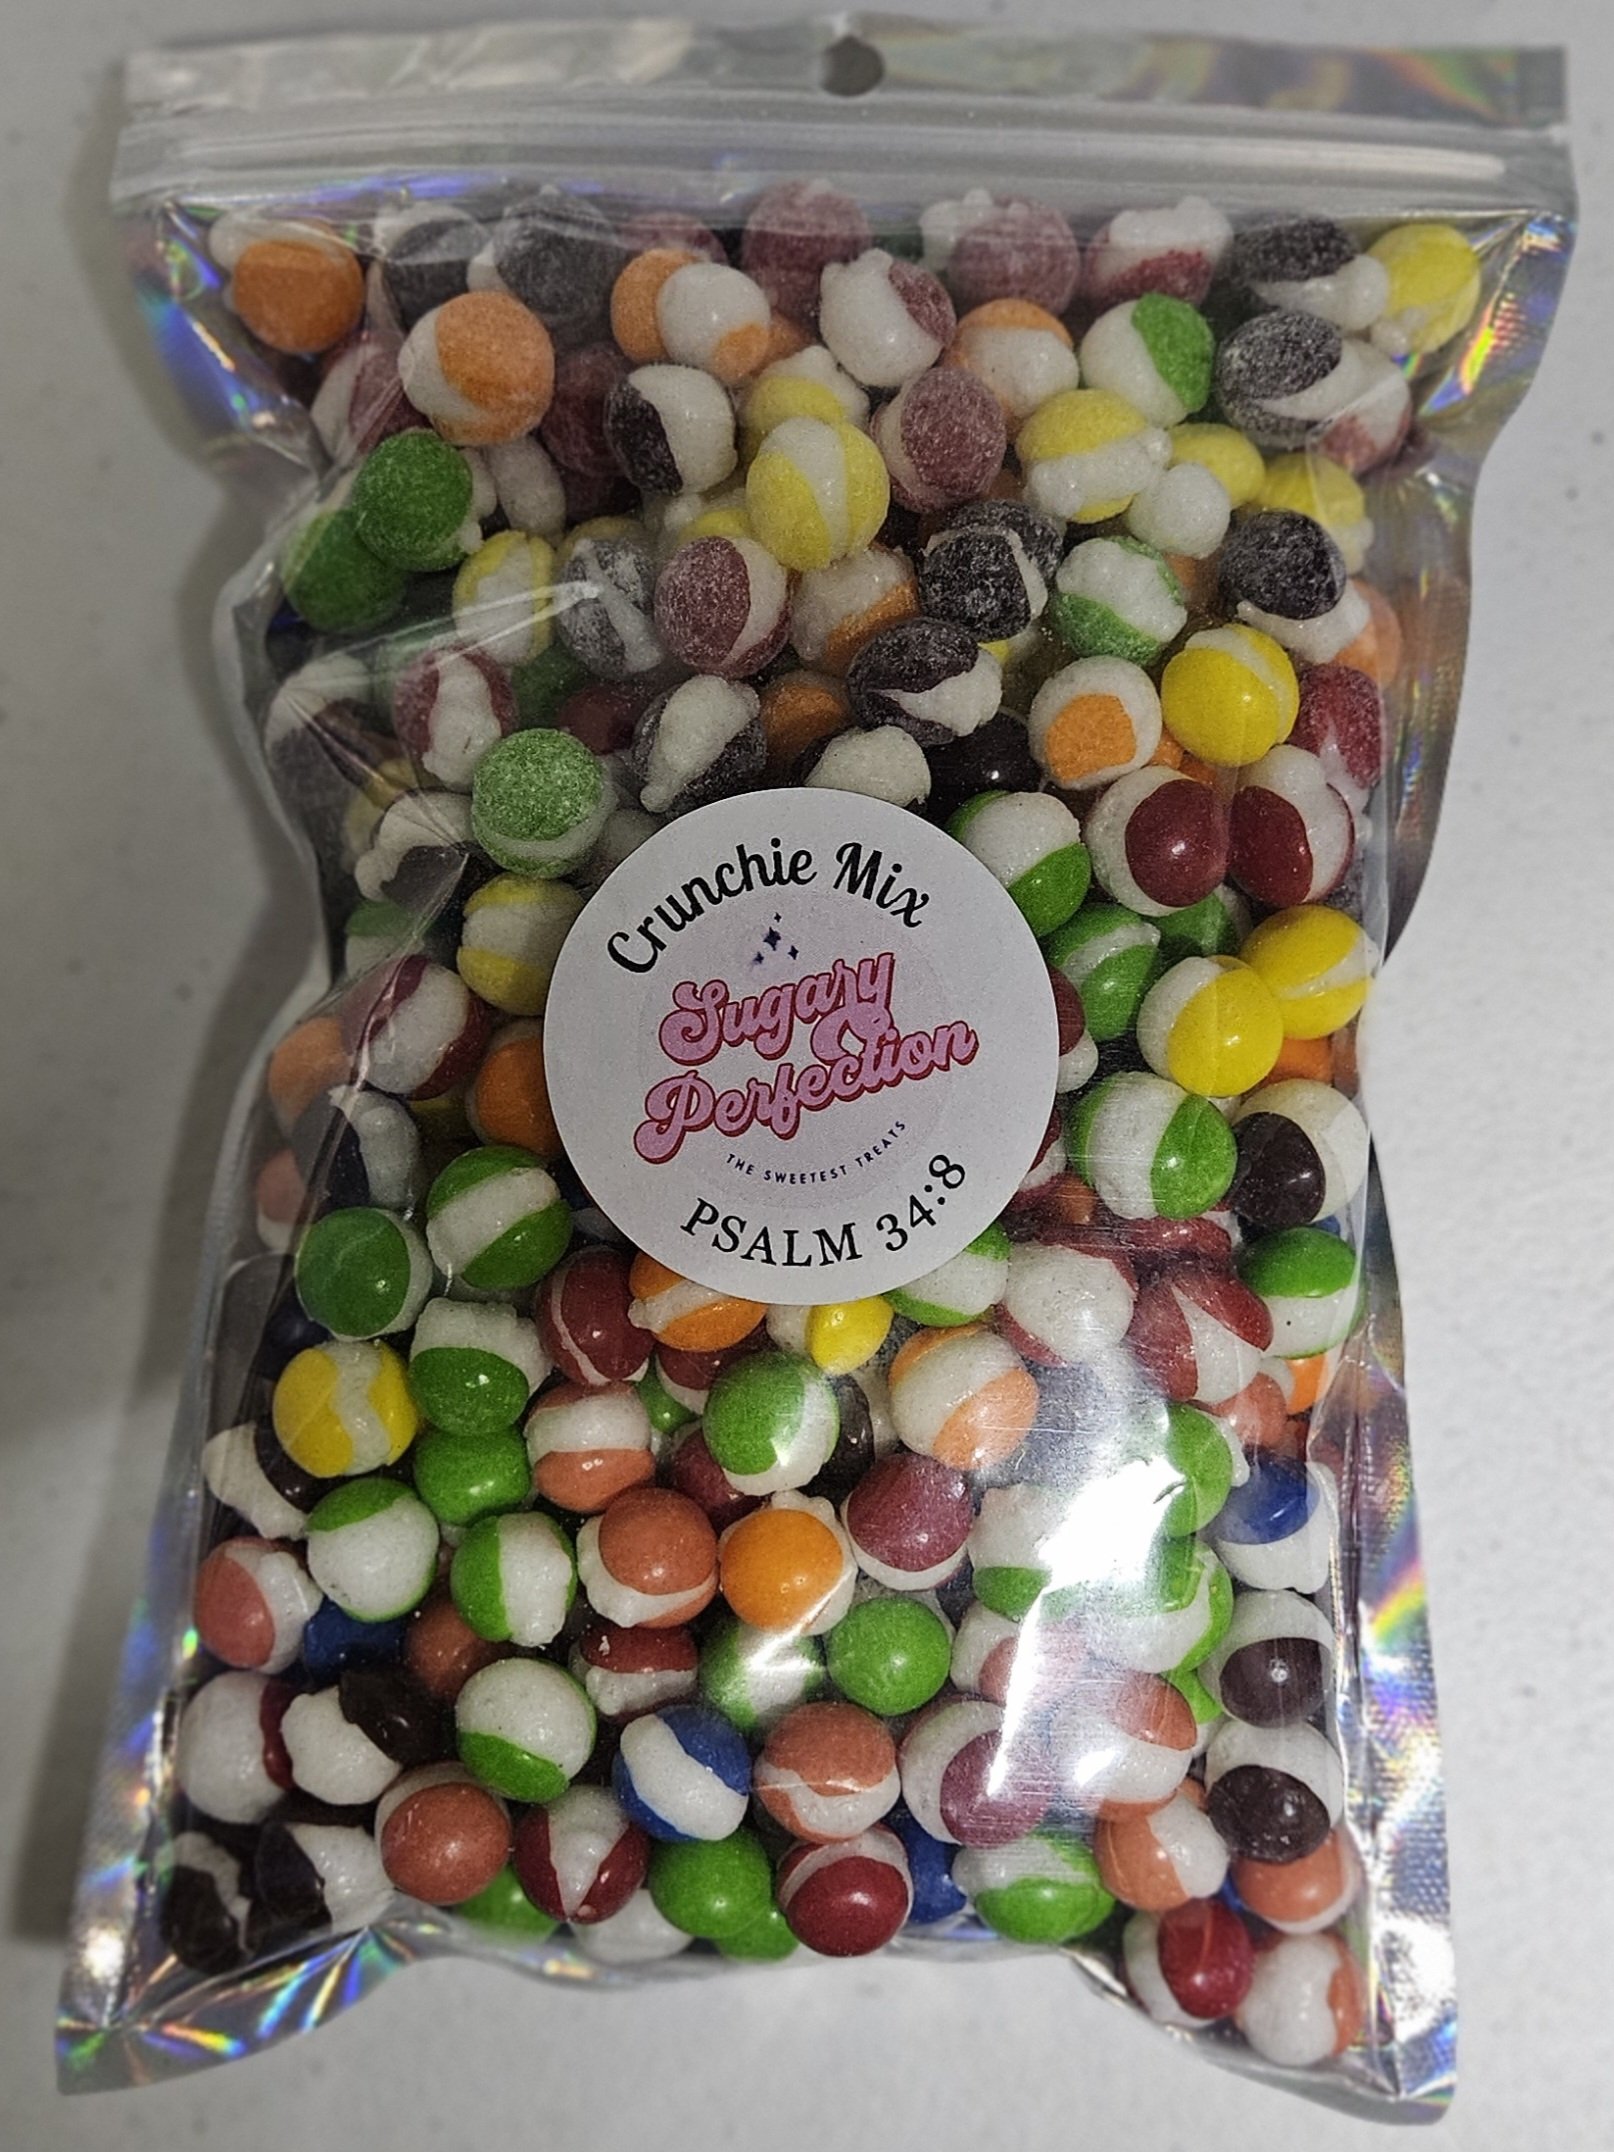 Crunchie Mix
Sugary
Perfection
THE SWEETEST TREATS
PSALM 34:8